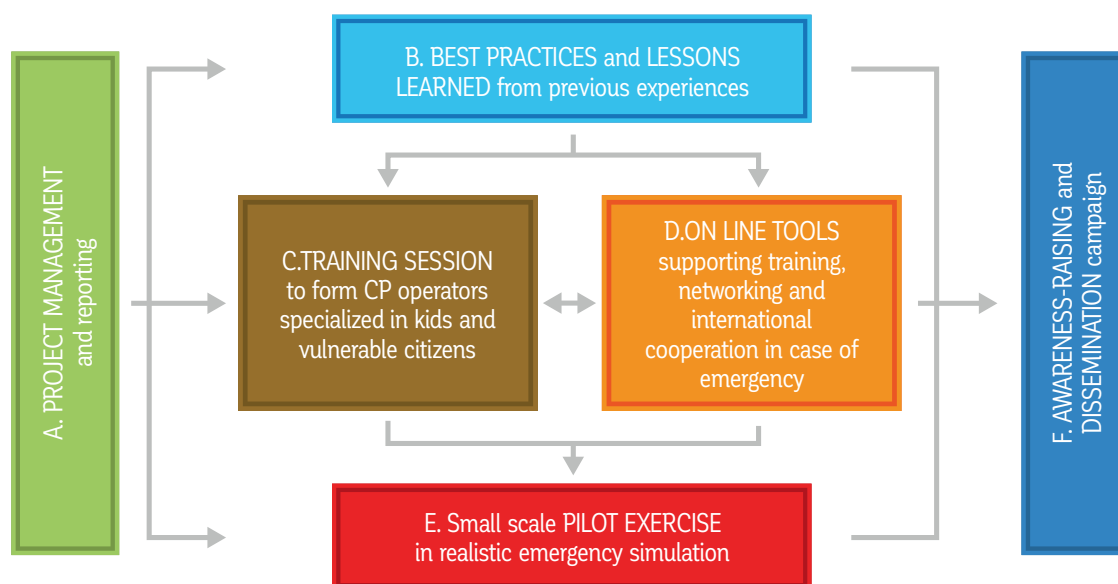 A. PROJECT MANAGEMENT
and reporting
B. BEST PRACTICES and LESSONS
LEARNED from previous experiences
C.TRAINING SESSION
to form CP operators
specialized in kids and
vulnerable citizens
D.ON LINE TOOLS
supporting training,
networking and
international
cooperation in case of
emergency
E. Small scale PILOT EXERCISE
in realistic emergency simulation
F. AWARENESS-RAISING and
DISSEMINATION campaign